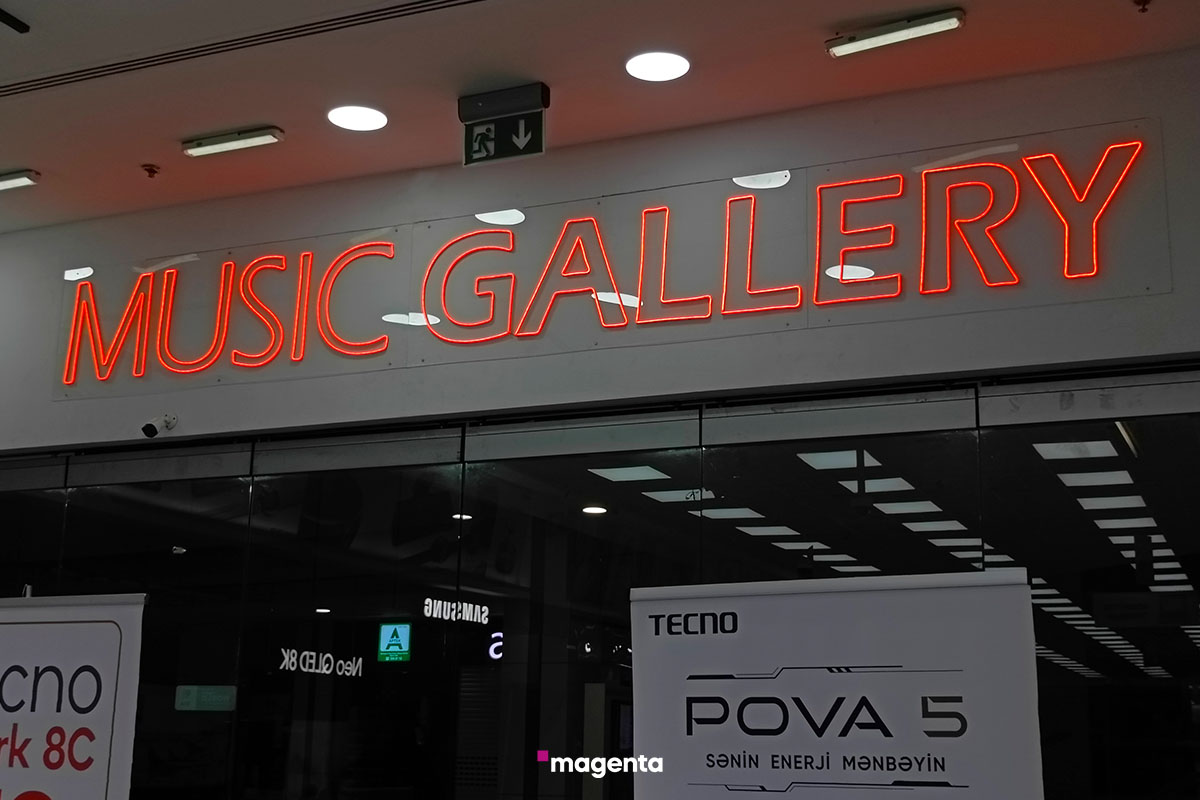 MUSIC GALLERY
SAMSUNG
Neo QLED 8K
TECNO
POVA 5
SƏNİN ENERJİ MƏNBƏYİN
cno
rk 8C
magenta